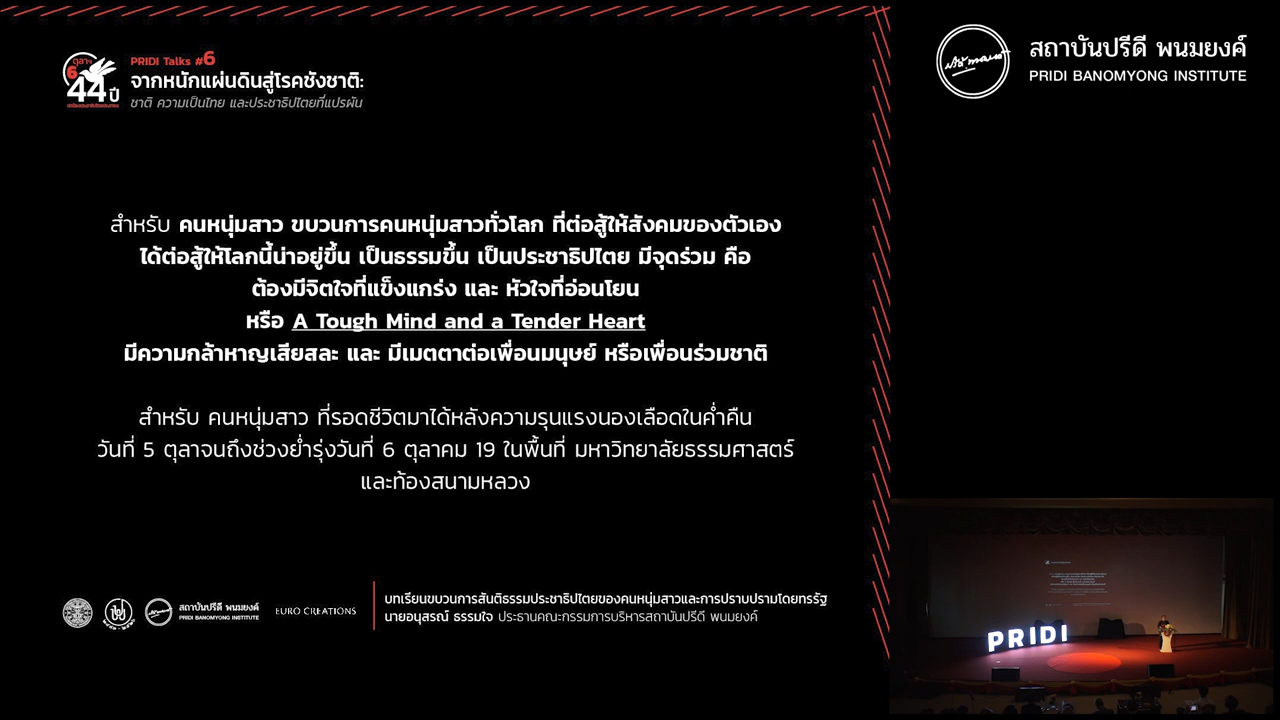 ตุลาฯ
6
44 ปี
PRIDI Talks #6
จากหนักแผ่นดินสู่โรคชังชาติ:
ชาติ ความเป็นไทย และประชาธิปไตยที่แปรผัน
สถาบันปรีดี พนมยงค์
PRIDI BANOMYONG INSTITUTE
สำหรับ คนหนุ่มสาว ขบวนการคนหนุ่มสาวทั่วโลก ที่ต่อสู้ให้สังคมของตัวเอง
ได้ต่อสู้ให้โลกนี้น่าอยู่ขึ้น เป็นธรรมขึ้น เป็นประชาธิปไตย มีจุดร่วม คือ
ต้องมีจิตใจที่แข็งแกร่ง และ หัวใจที่อ่อนโยน
หรือ A Tough Mind and a Tender Heart
มีความกล้าหาญเสียสละ และ มีเมตตาต่อเพื่อนมนุษย์ หรือเพื่อนร่วมชาติ
สำหรับ คนหนุ่มสาว ที่รอดชีวิตมาได้หลังความรุนแรงนองเลือดในค่ำคืน
วันที่ 5 ตุลาจนถึงช่วงย่ำรุ่งวันที่ 6 ตุลาคม 19 ในพื้นที่ มหาวิทยาลัยธรรมศาสตร์
และท้องสนามหลวง
สถาบันปรีดี พนมยงค์
PRIDI BANOMYONG INSTITUTE
EURO CREATIONS
บทเรียนขบวนการสันติธรรมประชาธิปไตยของคนหนุ่มสาวและการปราบปรามโดยทรรัฐ
นายอนุสรณ์ ธรรมใจ ประธานคณะกรรมการบริหารสถาบันปรีดี พนมยงค์
PRIDI